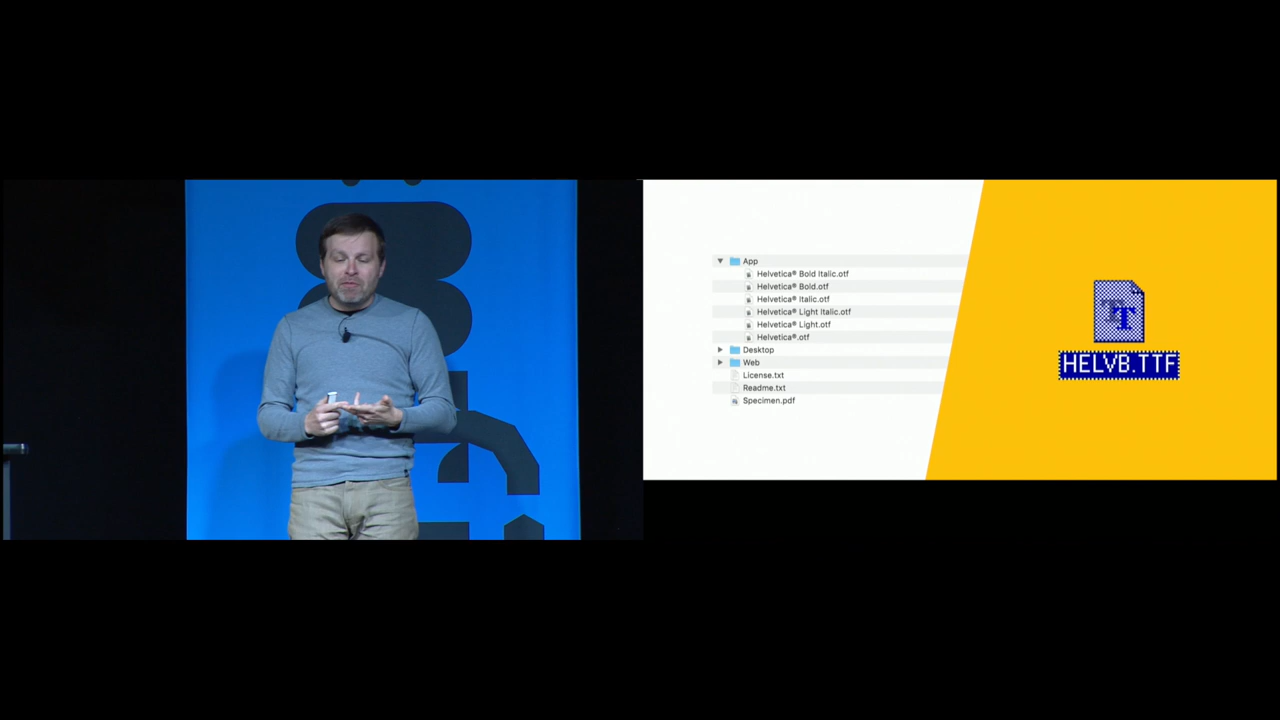 App
Helvetica® Bold Italic.otf
Helvetica® Bold.otf
Helvetica® Italic.otf
Helvetica® Light Italic.otf
Helvetica® Light.otf
Helvetica®.otf
Desktop
Web
License.txt
Readme.txt
Specimen.pdf
T
HELVB.TTF